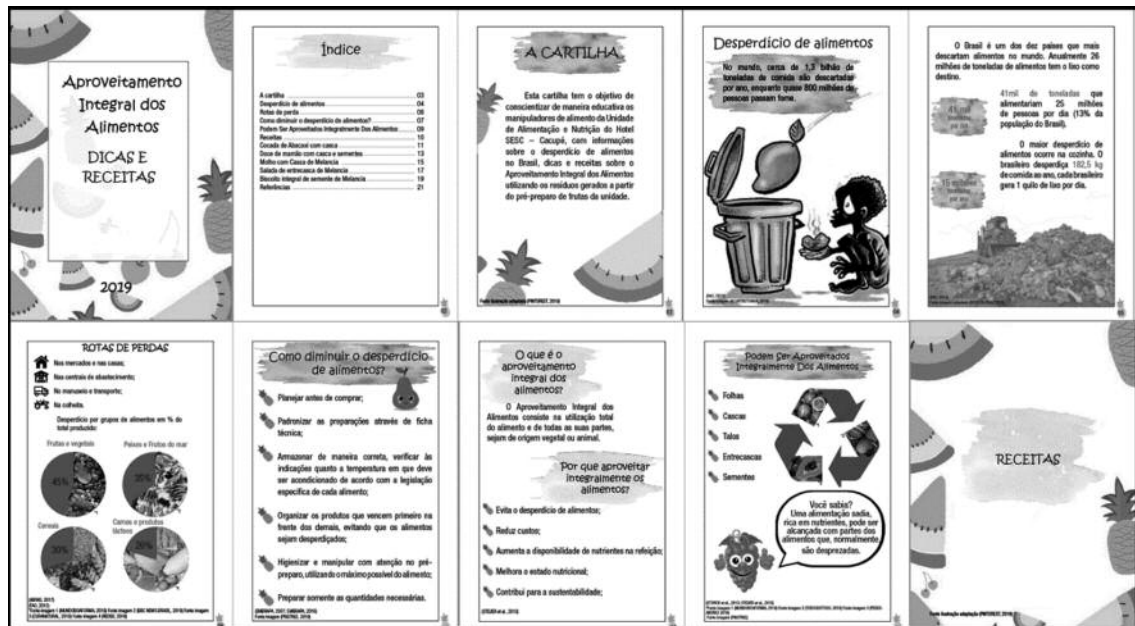 Aproveitamento
Integral dos
Alimentos
DICAS E
RECEITAS
2019
Índice
A cartilha 03
Desperdício de alimentos 04
Rotas de perda 06
Como diminuir o desperdício de alimentos? 07
Podem Ser Aproveitados Integralmente Dos Alimentos 09
Receitas 10
Cocada de Abacaxi com casca 11
Doce de mamão com casca e sementes 13
Molho com Casca de Melancia 15
Salada de entrecasca de Melancia 17
Biscoito integral de semente de Melancia 19
Referências 21
A CARTILHA
Esta cartilha tem o objetivo de
conscientizar de maneira educativa os
manipuladores de alimento da Unidade
de Alimentação e Nutrição do Hotel
SESC – Cacupé, com informações
sobre o desperdício de alimentos
no Brasil, dicas e receitas sobre o
Aproveitamento Integral dos Alimentos
utilizando os resíduos gerados a partir
do pré-preparo de frutas da unidade.
Desperdício de alimentos
No mundo, cerca de 1,3 bilhão de
toneladas de comida são descartadas
por ano, enquanto quase 800 milhões de
pessoas passam fome.
O Brasil é um dos dez países que mais
descartam alimentos no mundo. Anualmente 26
milhões de toneladas de alimentos tem o lixo como
destino.
41 mil
41mil de toneladas que
alimentariam 25 milhões
de pessoas por dia (13% da
população do Brasil).
O maior desperdício de
alimentos ocorre na cozinha. O
brasileiro desperdiça 182,5 kg
de comida ao ano, cada brasileiro
gera 1 quilo de lixo por dia.
ROTAS DE PERDAS
Nos mercados e nas casas;
Nas centrais de abastecimento;
No manuseio e transporte;
Na colheita.
Desperdício por grupos de alimentos em % do
total produzido:
Frutas e vegetais
Peixes e Frutos do mar
45%
35%
Cereais
Carnes e produtos
lácteos
30%
20%
Como diminuir o desperdício
de alimentos?
Planejar antes de comprar;
Padronizar as preparações através de ficha
técnica;
Armazonar de maneira correta, verificar às
indicações quanto a temperatura em que deve
ser acondicionado de acordo com a legislação
específica de cada alimento;
Organizar os produtos que vencem primeiro na
frente dos demais, evitando que os alimentos
sejam desperdiçados;
Higienizar e manipular com atenção no pré-
preparo, utilizando o máximo possível do alimento;
Preparar somente as quantidades necessárias.
O que é o
aproveitamento
integral dos
alimentos?
O Aproveitamento Integral dos
Alimentos consiste na utilização total
do alimento e de todas as suas partes,
sejam de origem vegetal ou animal.
Por que aproveitar
integralmente os
alimentos?
Evita o desperdício de alimentos;
Reduz custos;
Aumenta a disponibilidade de nutrientes na refeição;
Melhora o estado nutricional;
Contribui para a sustentabilidade;
Podem Ser Aproveitados
Integralmente Dos Alimentos
Folhas
Cascas
Talos
Entrecascas
Sementes
Você sabia?
Uma alimentação sadia,
rica em nutrientes, pode ser
alcançada com partes dos
alimentos que, normalmente,
são desprezadas.
RECEITAS